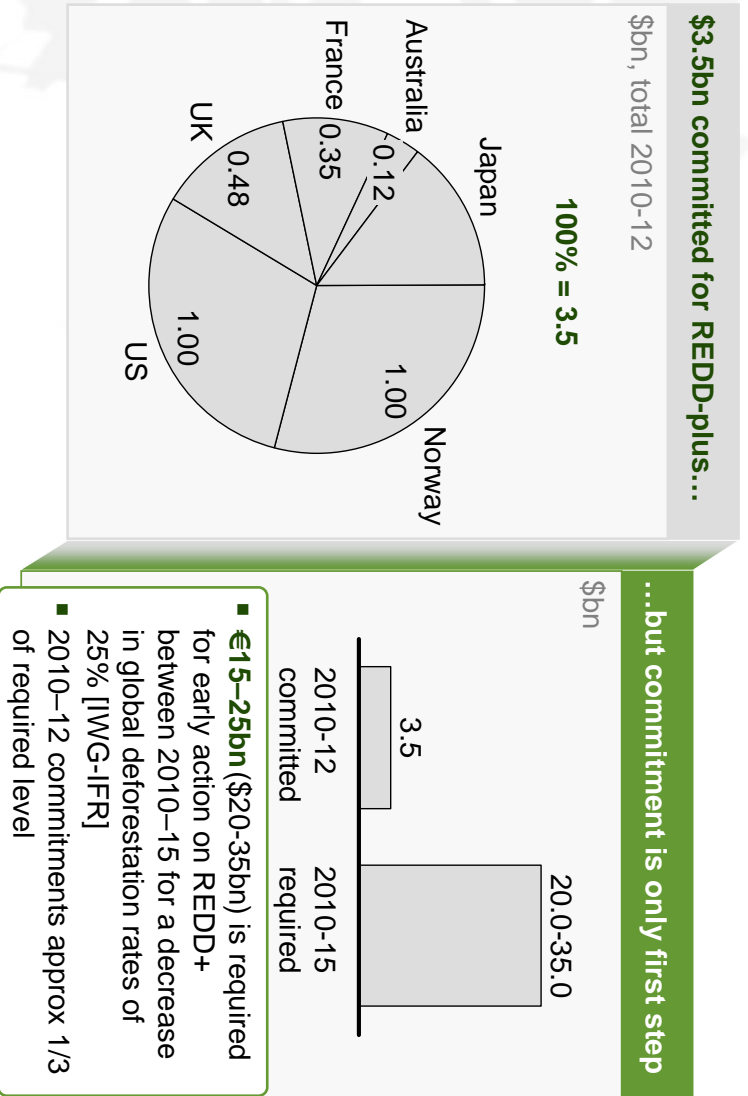 $3.5bn committed for REDD-plus…
$bn, total 2010-12
100% = 3.5
Japan
Australia
0.12
France
0.35
UK
0.48
US
1.00
1.00
Norway
…but commitment is only first step
$bn
3.5
20.0-35.0
2010-12
committed
2010-15
required
▪ €15–25bn ($20-35bn) is required
for early action on REDD+
between 2010–15 for a decrease
in global deforestation rates of
25% [IWG-IFR]
▪ 2010–12 commitments approx 1/3
of required level